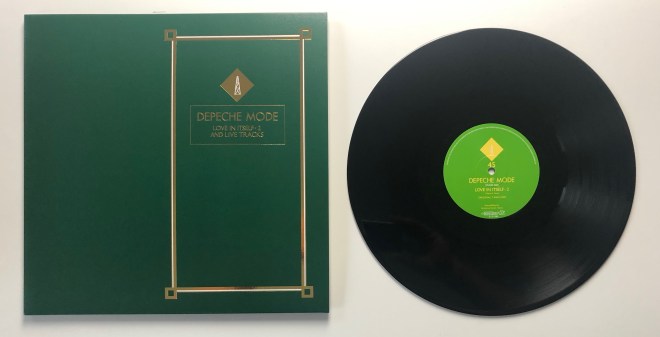 DEPECHE MODE
LOVE IN ITSELF · 2
AND LIVE TRACKS
45
DEPECHE MODE
LOVE IN ITSELF · 2